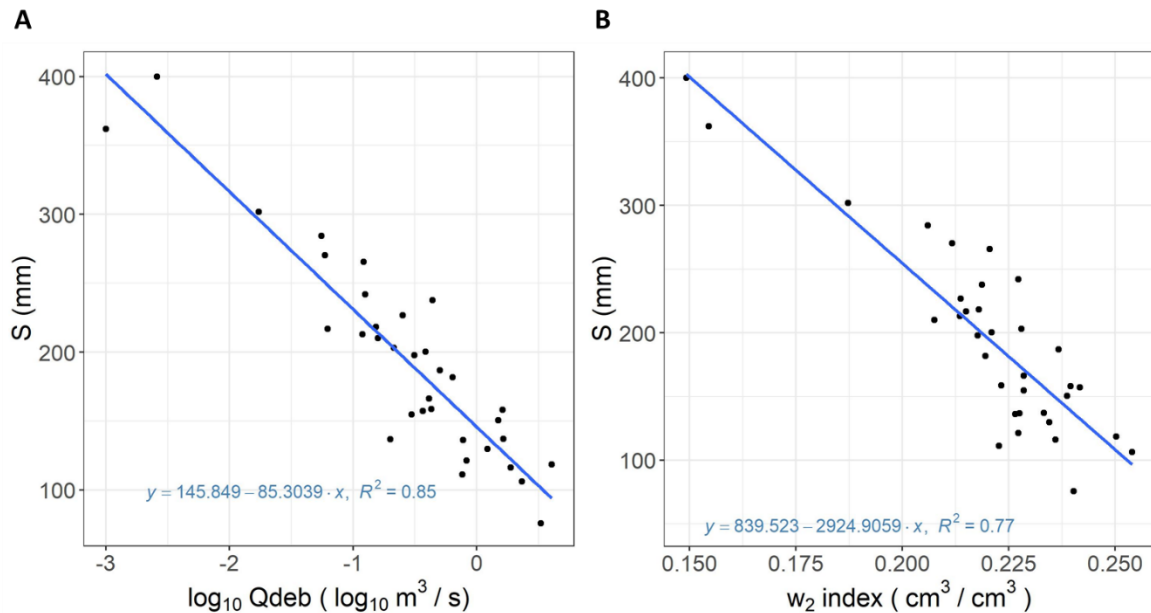 A
S (mm)
400
300
200
100
y = 145.849 − 85.3039 · x, R² = 0.85
-3
-2
-1
0
log₁₀ Qdeb ( log₁₀ m³ / s)
B
S (mm)
400
300
200
100
y = 839.523 − 2924.9059 · x, R² = 0.77
0.150
0.175
0.200
0.225
0.250
w₂ index ( cm³ / cm³ )